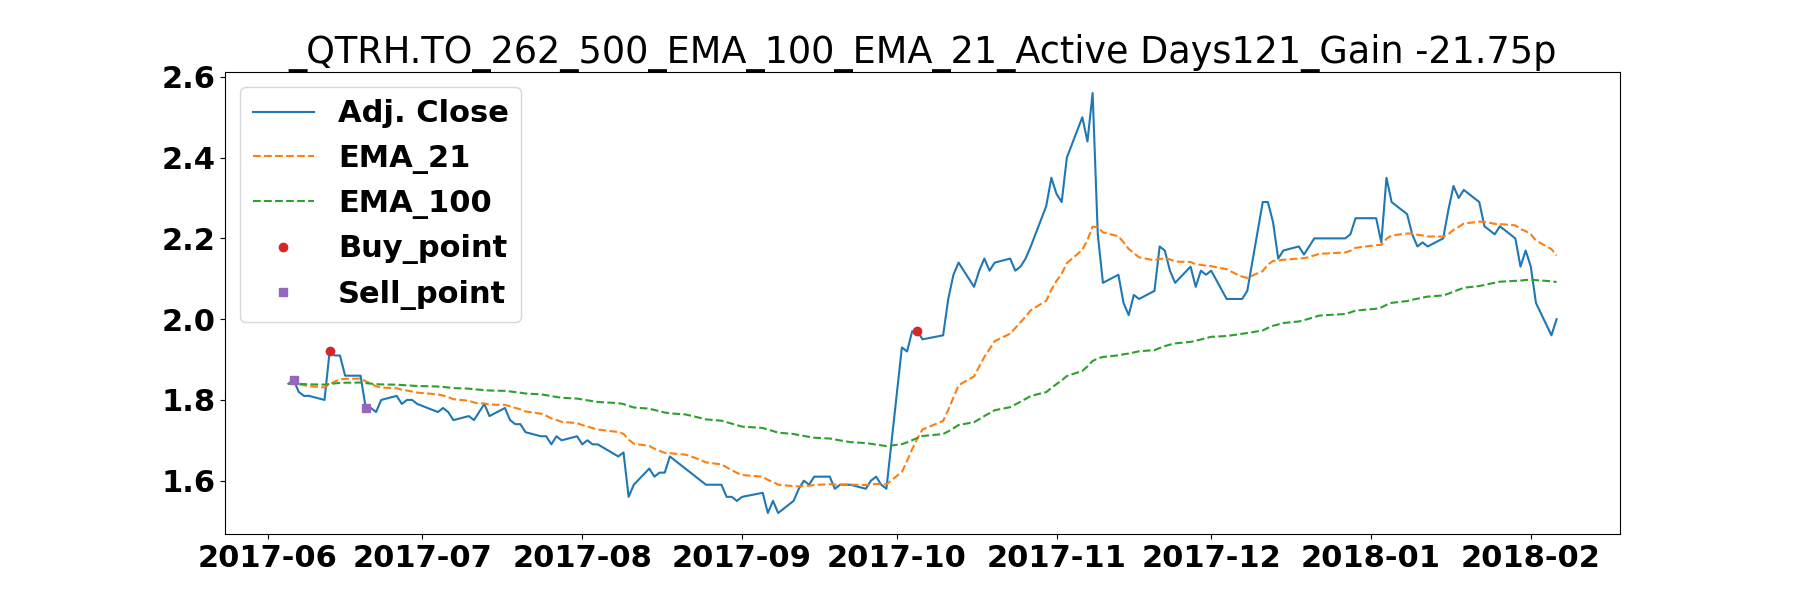 _QTRH.TO_262_500_EMA_100_EMA_21_Active Days121_Gain -21.75p
2.6
2.4
2.2
2.0
1.8
1.6
Adj. Close
EMA_21
EMA_100
Buy_point
Sell_point
2017-06 2017-07 2017-08 2017-09 2017-10 2017-11 2017-12 2018-01 2018-02